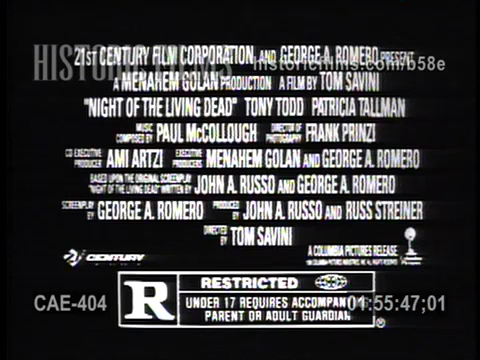 HISTORIC FILMS
historicfilms.com/b58e
21ST CENTURY FILM CORPORATION AND GEORGE A. ROMERO PRESENT
A MENAHEM GOLAN PRODUCTION A FILM BY TOM SAVINI
"NIGHT OF THE LIVING DEAD" TONY TODD PATRICIA TALLMAN
MUSIC COMPOSED BY PAUL McCOLLOUGH DIRECTOR OF PHOTOGRAPHY FRANK PRINZI
CO EXECUTIVE PRODUCER AMI ARTZI EXECUTIVE PRODUCERS MENAHEM GOLAN AND GEORGE A. ROMERO
BASED UPON THE ORIGINAL SCREENPLAY "NIGHT OF THE LIVING DEAD" WRITTEN BY JOHN A. RUSSO AND GEORGE A. ROMERO
SCREENPLAY BY GEORGE A. ROMERO PRODUCED BY JOHN A. RUSSO AND RUSS STREINER
DIRECTED BY TOM SAVINI
CENTURY
A COLUMBIA PICTURES RELEASE
R
RESTRICTED
UNDER 17 REQUIRES ACCOMPAN
PARENT OR ADULT GUARDIAN
®
CAE-404
01:55:47;01